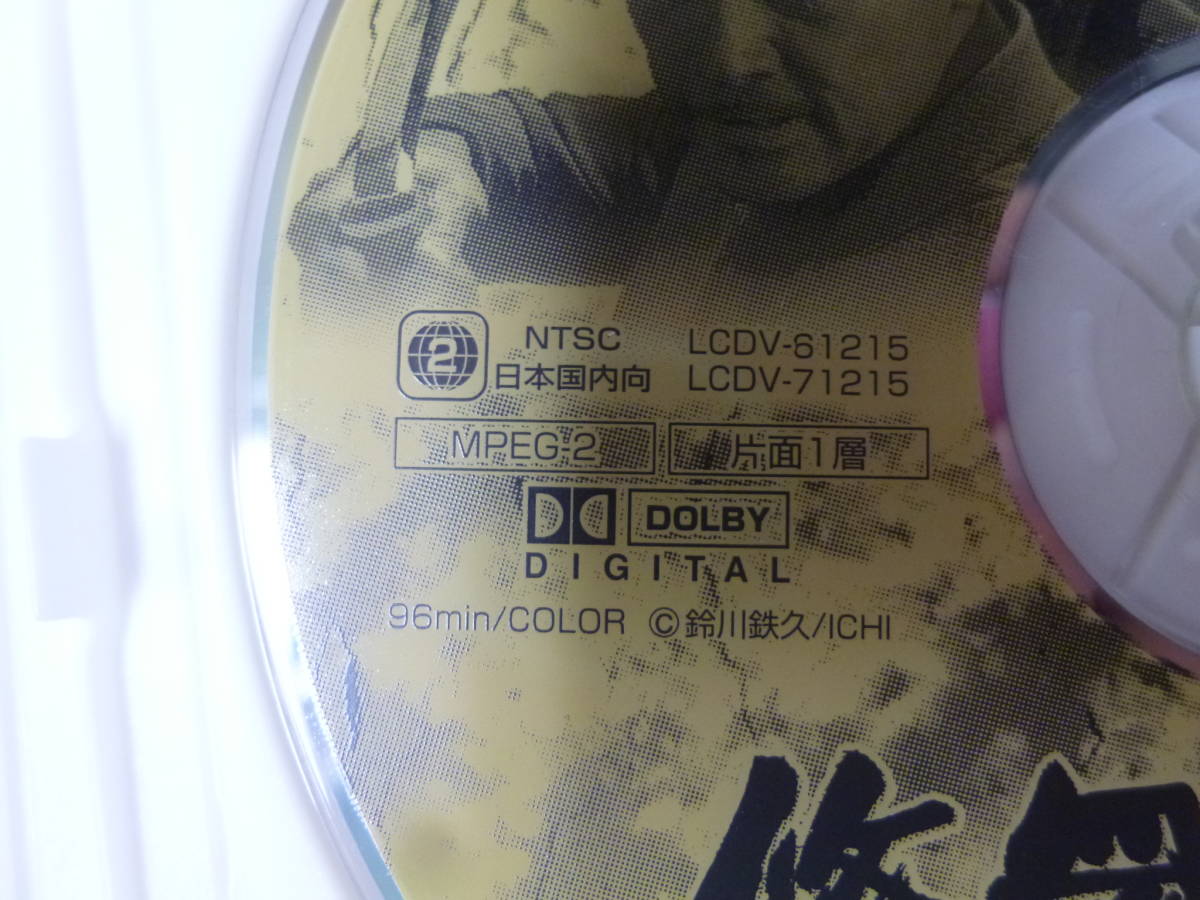 2 NTSC LCDV-61215
日本国内向 LCDV-71215
MPEG-2 片面1層
DOLBY
DIGITAL
96min/COLOR ©鈴川鉄久/ICHI